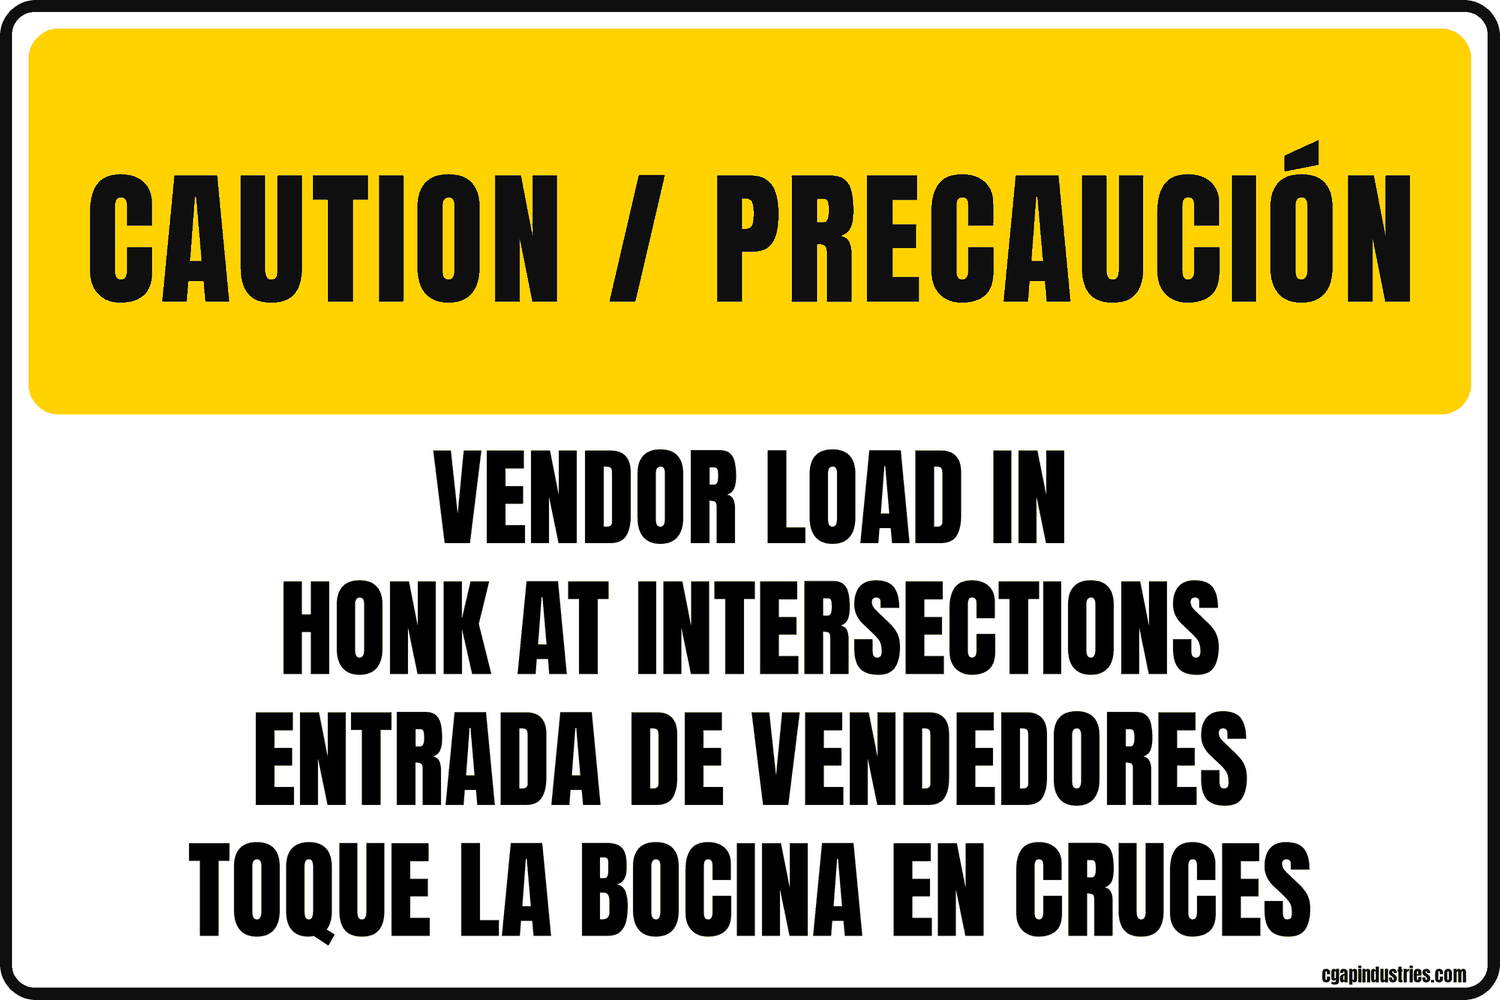 CAUTION / PRECAUCIÓN
VENDOR LOAD IN
HONK AT INTERSECTIONS
ENTRADA DE VENDEDORES
TOQUE LA BOCINA EN CRUCES
cgapindustries.com